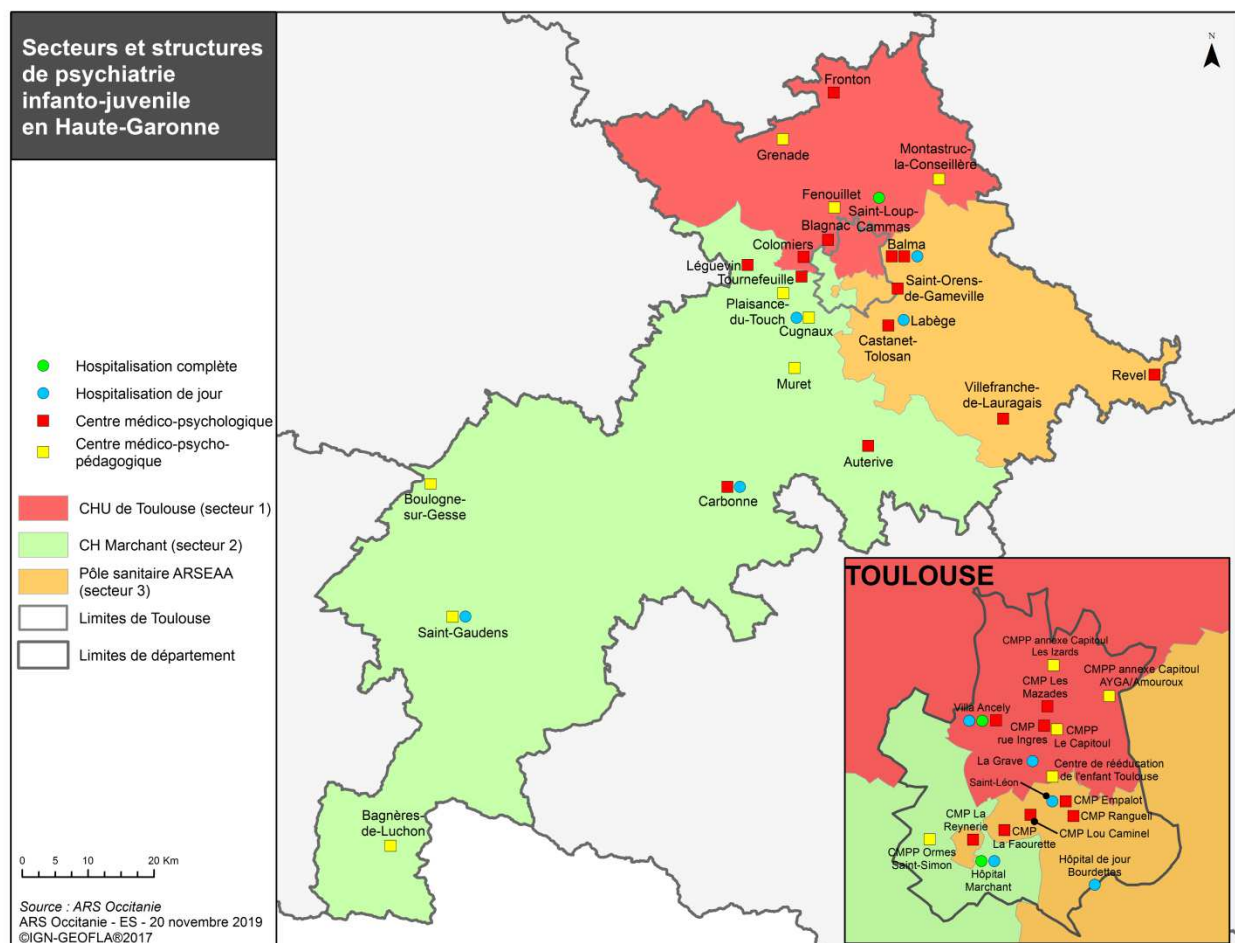 Secteurs et structures
de psychiatrie
infanto-juvenile
en Haute-Garonne
Hospitalisation complète
Hospitalisation de jour
Centre médico-psychologique
Centre médico-psycho-
pédagogique
CHU de Toulouse (secteur 1)
CH Marchant (secteur 2)
Pôle sanitaire ARSEAA
(secteur 3)
Limites de Toulouse
Limites de département
0 5 10 20 Km
Source : ARS Occitanie
ARS Occitanie - ES - 20 novembre 2019
©IGN-GEOFLA®2017
N
Fronton
Grenade
Montastruc-
la-Conseillère
Fenouillet
Saint-Loup-
Cammas
Blagnac
Colomiers
Balma
Léguevin
Tournefeuille
Saint-Orens-
de-Gameville
Plaisance-
du-Touch
Cugnaux
Labège
Castanet-
Tolosan
Muret
Revel
Villefranche-
de-Lauragais
Auterive
Boulogne-
sur-Gesse
Carbonne
Saint-Gaudens
Bagnères-
de-Luchon
TOULOUSE
CMPP annexe Capitoul
Les Izards
CMPP annexe Capitoul
AYGA/Amouroux
CMP Les
Mazades
Villa Ancely
CMP
rue Ingres
CMPP
Le Capitoul
La Grave
Centre de rééducation
de l'enfant Toulouse
Saint-Léon
CMP Empalot
CMP Rangueil
CMP La
Reynerie
CMP
La Faourette
CMP Lou Caminel
CMPP Ormes
Saint-Simon
Hôpital
Marchant
Hôpital de jour
Bourdettes